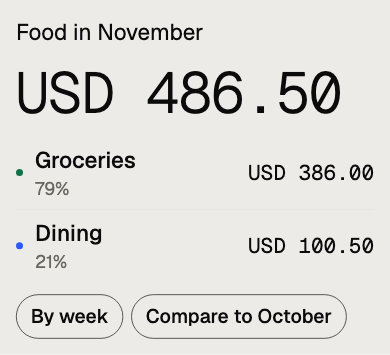 Food in November
USD 486.50
Groceries
USD 386.00
79%
Dining
USD 100.50
21%
By week
Compare to October